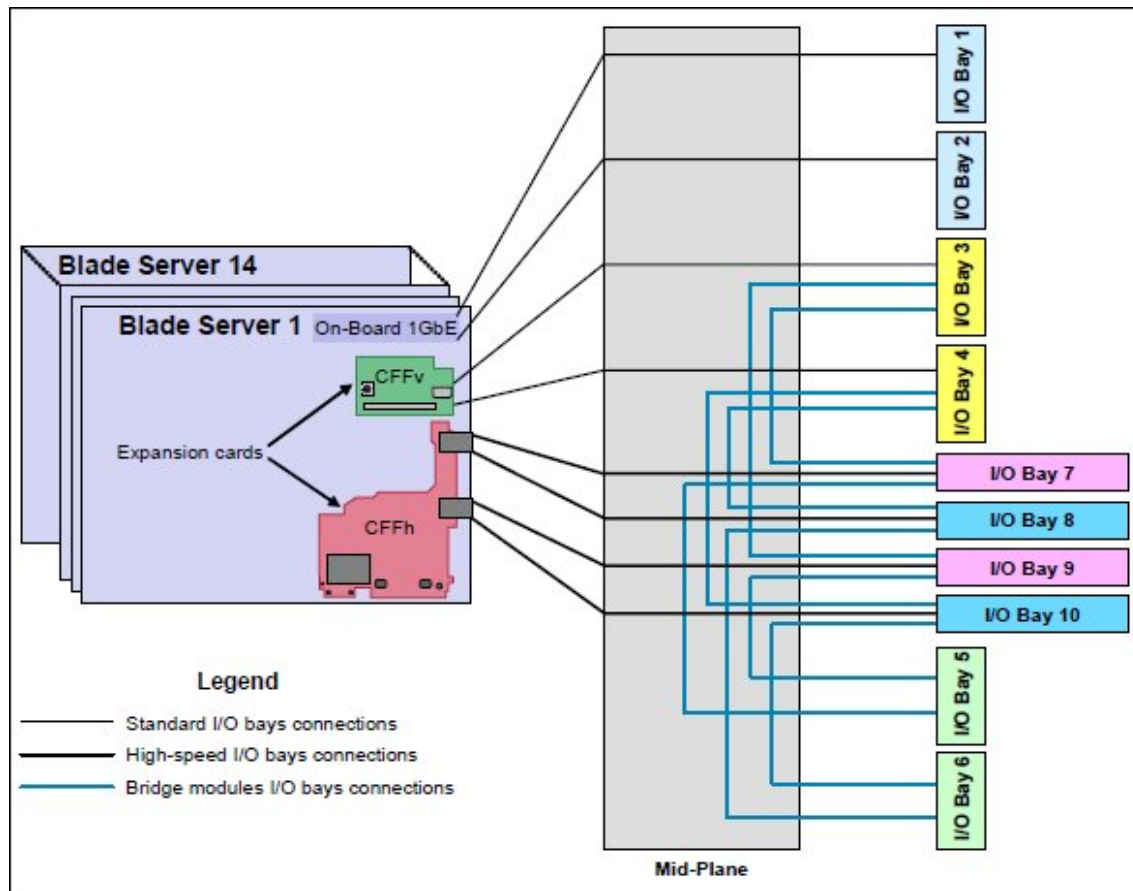 I/O Bay 1
I/O Bay 2
Blade Server 14
I/O Bay 3
Blade Server 1
On-Board 1GbE
CFFv
I/O Bay 4
Expansion cards
I/O Bay 7
CFFh
I/O Bay 8
I/O Bay 9
I/O Bay 10
I/O Bay 5
I/O Bay 6
Legend
Standard I/O bays connections
High-speed I/O bays connections
Bridge modules I/O bays connections
Mid-Plane